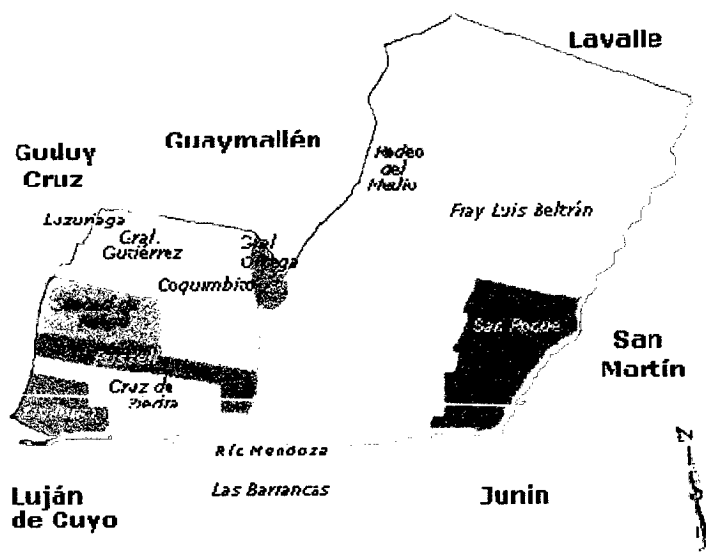 Lavalle
Guaymallén
Guduy
Cruz
Rodeo
del
Medio
Fray Luis Beltrán
Luzuriaga
Gral.
Gutiérrez
Gral
Ortega
Coquimbito
San Roque
San
Martín
Cruz de
Piedra
Río Mendoza
Las Barrancas
Luján
de Cuyo
Junin
N